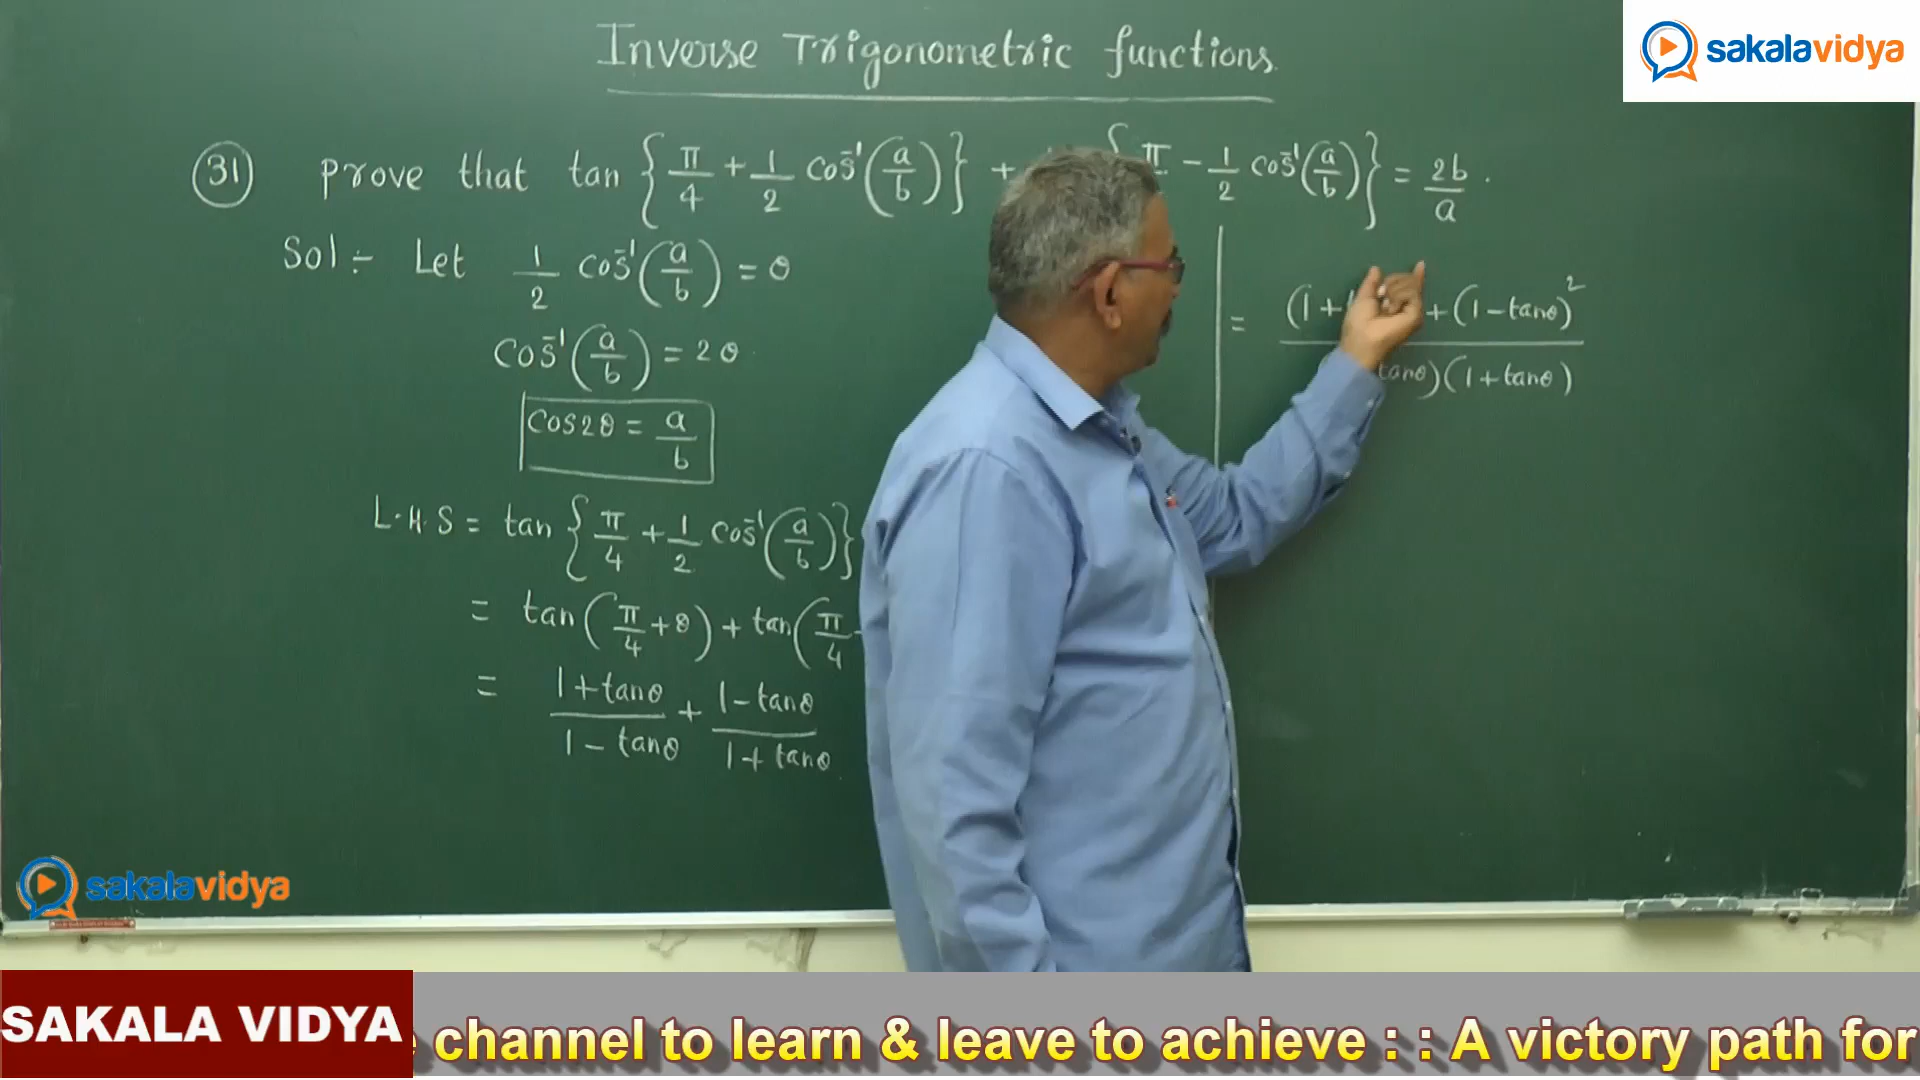 Inverse Trigonometric functions.
sakalavidya
31 Prove that tan {π/4 + 1/2 cos⁻¹(a/b)} + {π - 1/2 cos⁻¹(a/b)} = 2b/a .
Sol :- Let 1/2 cos⁻¹(a/b) = θ
cos⁻¹(a/b) = 2θ
cos2θ = a/b
L.H.S = tan {π/4 + 1/2 cos⁻¹(a/b)}
= tan(π/4 + θ) + tan(π/4 -
= 1+tanθ/1-tanθ + 1-tanθ/1+tanθ
= (1+ + (1-tanθ)²/tanθ)(1+tanθ)
sakalavidya
SAKALA VIDYA
channel to learn & leave to achieve : : A victory path for